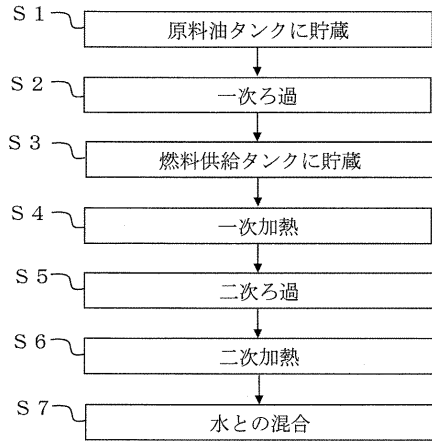 S1
原料油タンクに貯蔵
S2
一次ろ過
S3
燃料供給タンクに貯蔵
S4
一次加熱
S5
二次ろ過
S6
二次加熱
S7
水との混合